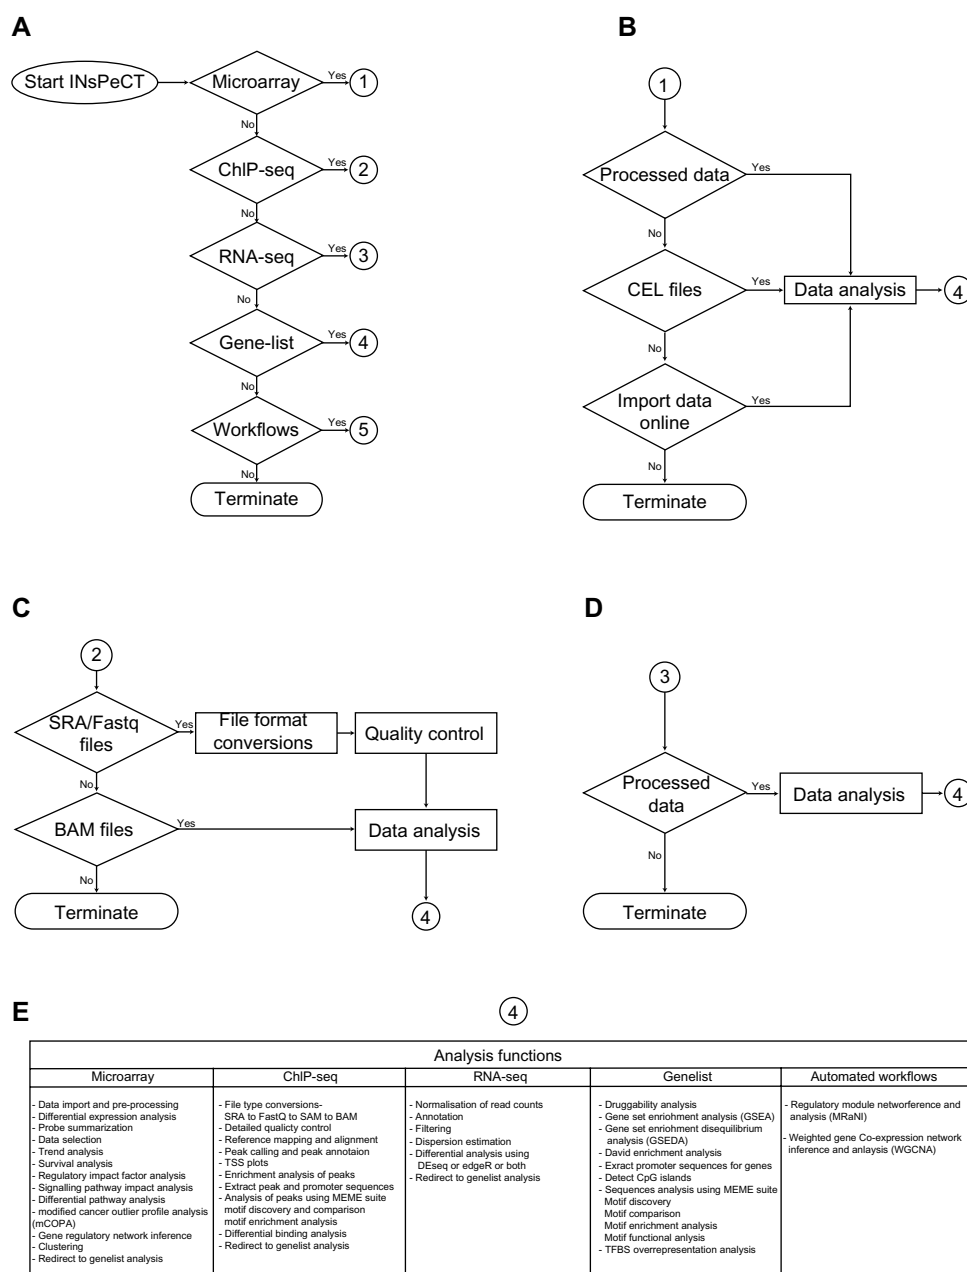 A
Start INsPeCT
Microarray
Yes
1
No
ChIP-seq
Yes
2
No
RNA-seq
Yes
3
No
Gene-list
Yes
4
No
Workflows
Yes
5
No
Terminate
B
1
Processed data
Yes
No
CEL files
Yes
Data analysis
4
No
Import data
online
Yes
No
Terminate
C
2
SRA/Fastq
files
Yes
File format
conversions
Quality control
No
BAM files
Yes
Data analysis
No
Terminate
4
D
3
Processed
data
Yes
Data analysis
4
No
Terminate
E
4
Analysis functions
Microarray
- Data import and pre-processing
- Differential expression analysis
- Probe summarization
- Data selection
- Trend analysis
- Survival analysis
- Regulatory impact factor analysis
- Signalling pathway impact analysis
- Differential pathway analysis
- modified cancer outlier profile analysis
(mCOPA)
- Gene regulatory network inference
- Clustering
- Redirect to genelist analysis
ChIP-seq
- File type conversions-
SRA to FastQ to SAM to BAM
- Detailed qualicty control
- Reference mapping and alignment
- Peak calling and peak annotaion
- TSS plots
- Enrichment analysis of peaks
- Extract peak and promoter sequences
- Analysis of peaks using MEME suite
motif discovery and comparison
motif enrichment analysis
- Differential binding analysis
- Redirect to genelist analysis
RNA-seq
- Normalisation of read counts
- Annotation
- Filtering
- Dispersion estimation
- Differential analysis using
DEseq or edgeR or both
- Redirect to genelist analysis
Genelist
- Druggability analysis
- Gene set enriohment analysis (GSEA)
- Gene set enrichment disequilibrium
analysis (GSEDA)
- David enrichment analysis
- Exract promoter sequences for genes
- Detect CpG islands
- Sequences analysis using MEME suite
Motif discovery
Motif comparison
Motif enrichment analysis
Motif functional anlysis
- TFBS overrepresentation analysis
Automated workflows
- Regulatory module networference and
analysis (MRaNI)
- Weighted gene Co-expression network
inference and anlaysis (WGCNA)